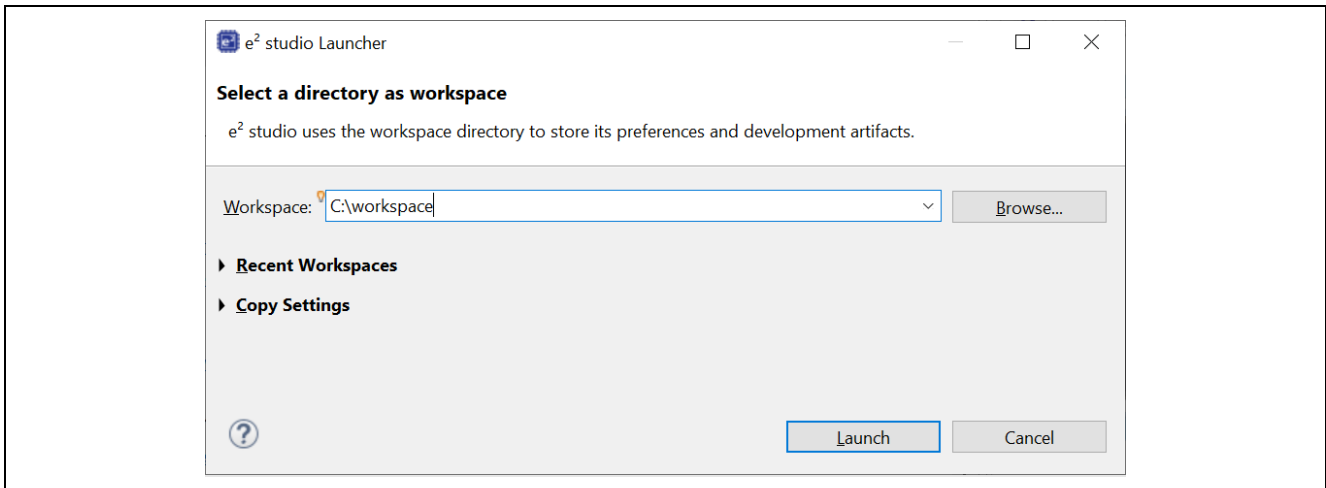 e² studio Launcher
Select a directory as workspace
e² studio uses the workspace directory to store its preferences and development artifacts.
Workspace: C:\workspace Browse...
Recent Workspaces
Copy Settings
? Launch Cancel